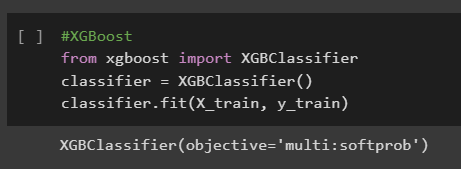 [ ] #XGBoost
from xgboost import XGBClassifier
classifier = XGBClassifier()
classifier.fit(X_train, y_train)
XGBClassifier(objective='multi:softprob')